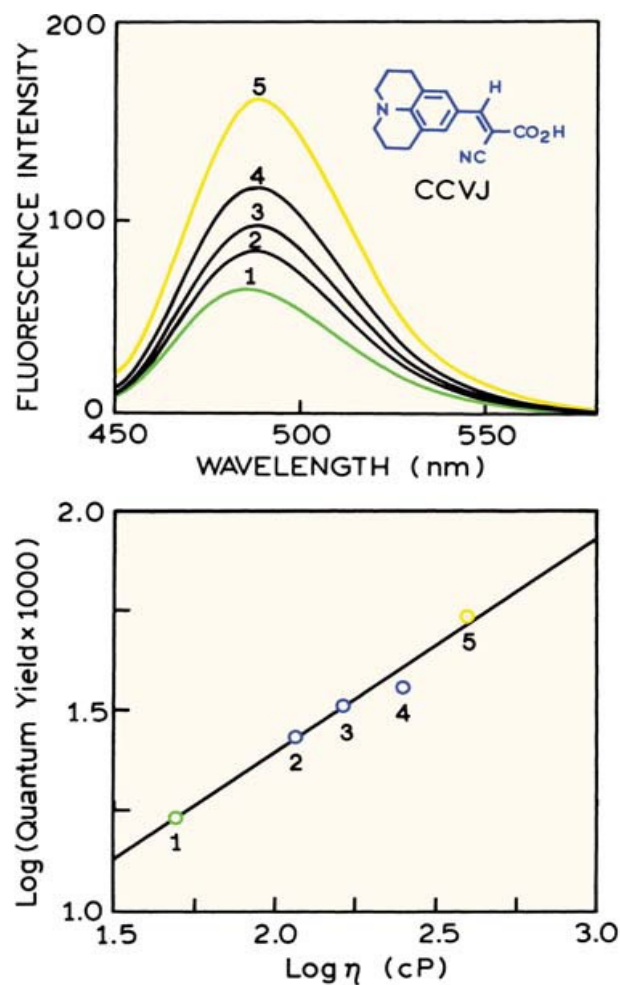 FLUORESCENCE INTENSITY
200
100
0
5
4
3
2
1
H
N
CO₂H
NC
CCVJ
450
500
550
WAVELENGTH (nm)
Log (Quantum Yield × 1000)
2.0
1.5
1.0
1
2
3
4
5
1.5
2.0
2.5
3.0
Log η (cP)